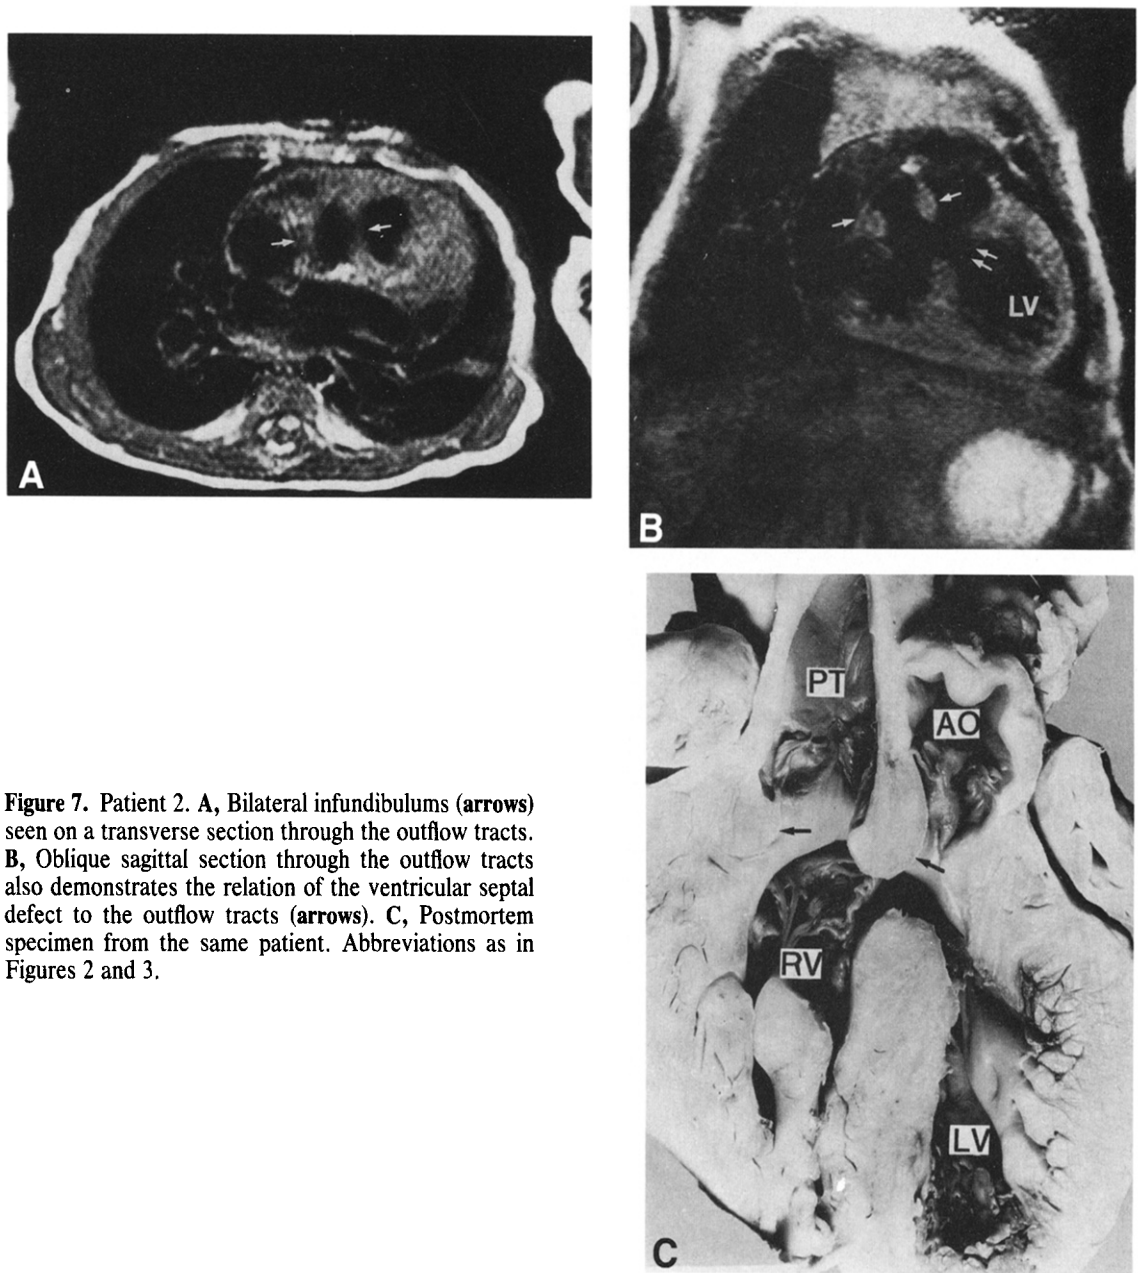 A
LV
B
PT
AO
RV
LV
C
Figure 7. Patient 2. A, Bilateral infundibulums (arrows)
seen on a transverse section through the outflow tracts.
B, Oblique sagittal section through the outflow tracts
also demonstrates the relation of the ventricular septal
defect to the outflow tracts (arrows). C, Postmortem
specimen from the same patient. Abbreviations as in
Figures 2 and 3.